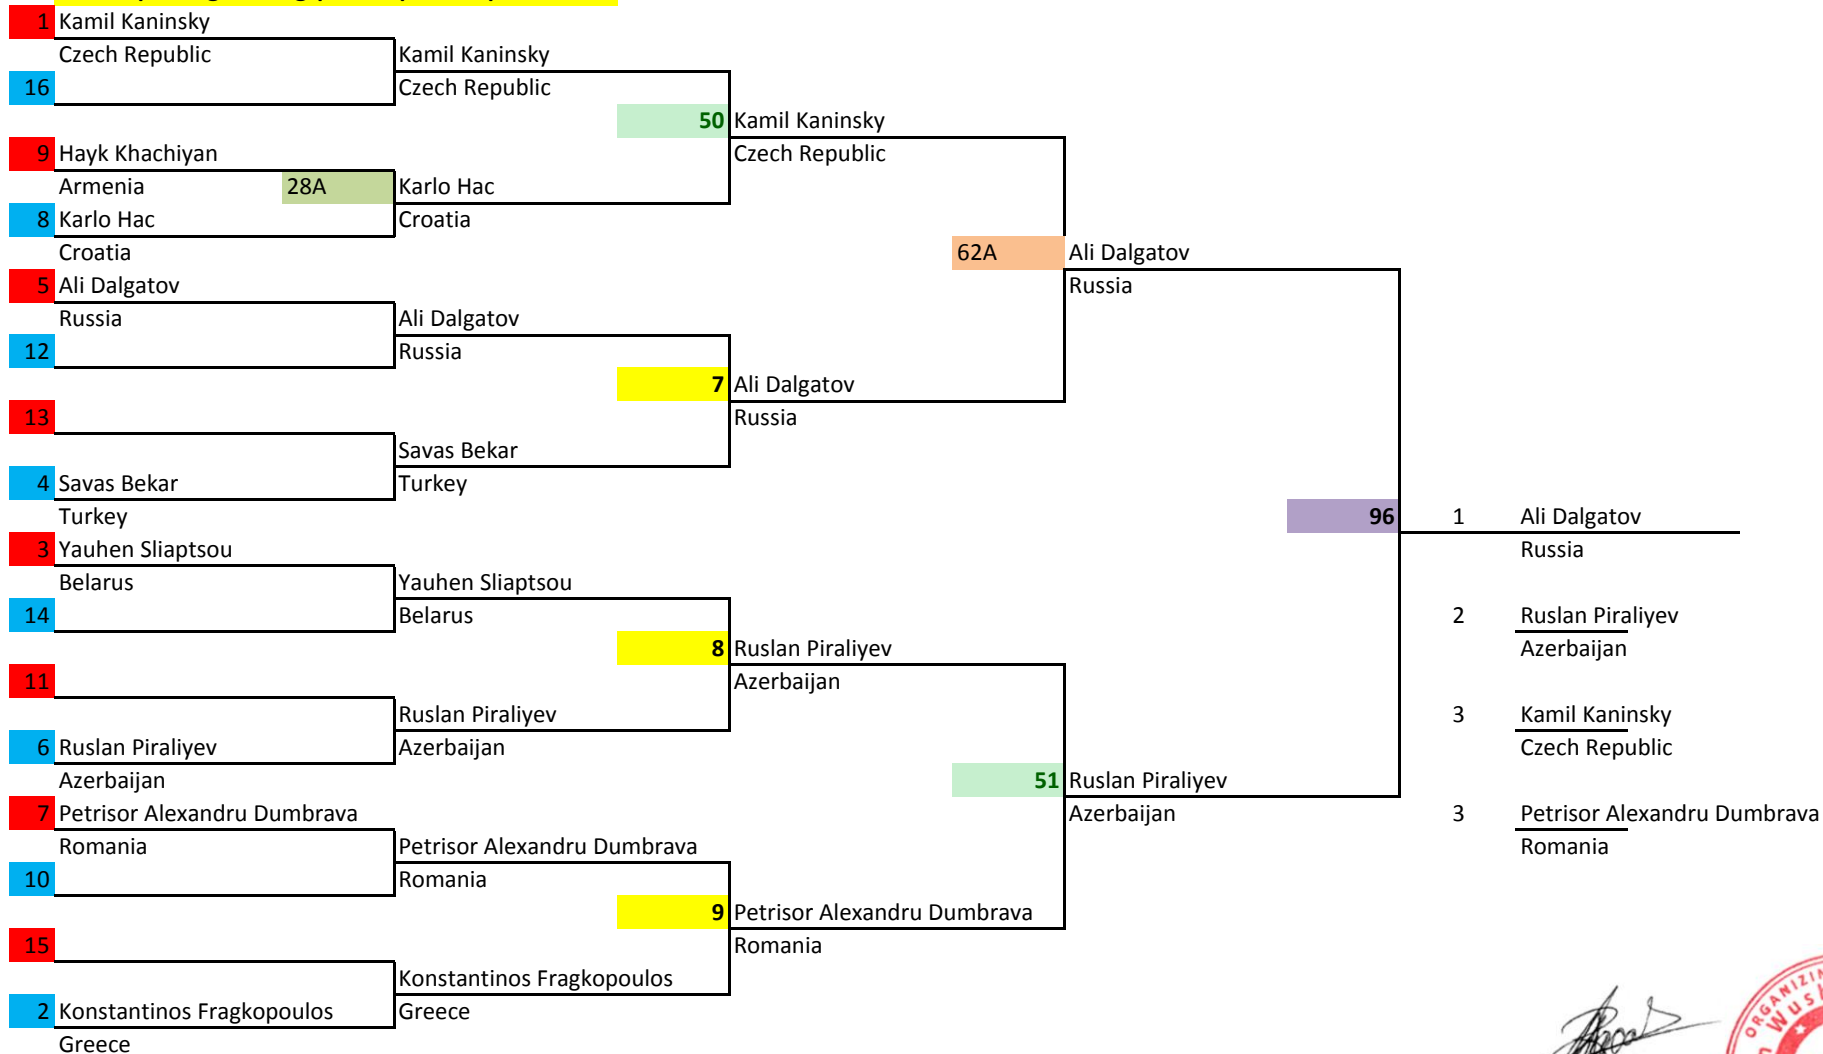 1 Kamil Kaninsky
Czech Republic Kamil Kaninsky
16 Czech Republic
50 Kamil Kaninsky
9 Hayk Khachiyan Czech Republic
Armenia 28A Karlo Hac
8 Karlo Hac Croatia
Croatia 62A Ali Dalgatov
5 Ali Dalgatov Russia
Russia Ali Dalgatov
12 Russia
7 Ali Dalgatov
13 Russia
Savas Bekar
4 Savas Bekar Turkey
Turkey 96 1 Ali Dalgatov
3 Yauhen Sliaptsou Russia
Belarus Yauhen Sliaptsou
14 Belarus 2 Ruslan Piraliyev
8 Ruslan Piraliyev Azerbaijan
11 Azerbaijan
Ruslan Piraliyev 3 Kamil Kaninsky
6 Ruslan Piraliyev Azerbaijan Czech Republic
Azerbaijan 51 Ruslan Piraliyev
7 Petrisor Alexandru Dumbrava Azerbaijan 3 Petrisor Alexandru Dumbrava
Romania Petrisor Alexandru Dumbrava Romania
10 Romania
9 Petrisor Alexandru Dumbrava
15 Romania
Konstantinos Fragkopoulos
2 Konstantinos Fragkopoulos Greece
Greece